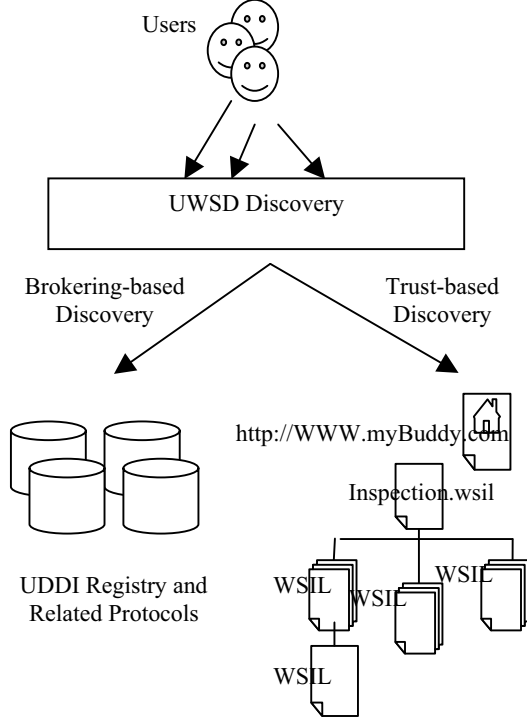 Users
UWSD Discovery
Brokering-based
Discovery
Trust-based
Discovery
http://WWW.myBuddy.com
Inspection.wsil
UDDI Registry and
Related Protocols
WSIL
WSIL
WSIL
WSIL